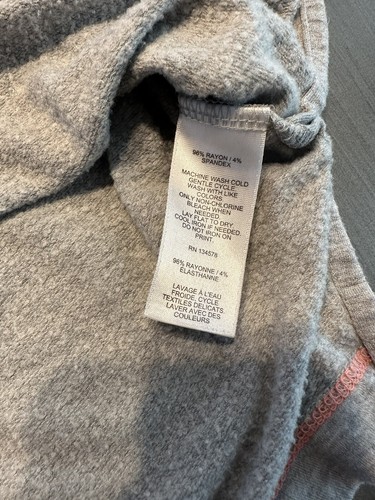 96% RAYON / 4%
SPANDEX
MACHINE WASH COLD
GENTLE CYCLE.
WASH WITH LIKE
COLORS.
ONLY NON-CHLORINE
BLEACH WHEN
NEEDED.
LAY FLAT TO DRY.
COOL IRON IF NEEDED.
DO NOT IRON ON
PRINT.
RN 134578
96% RAYONNE / 4%
ÉLASTHANNE
LAVAGE À L'EAU
FROIDE, CYCLE
TEXTILES DÉLICATS.
LAVER AVEC DES
COULEURS